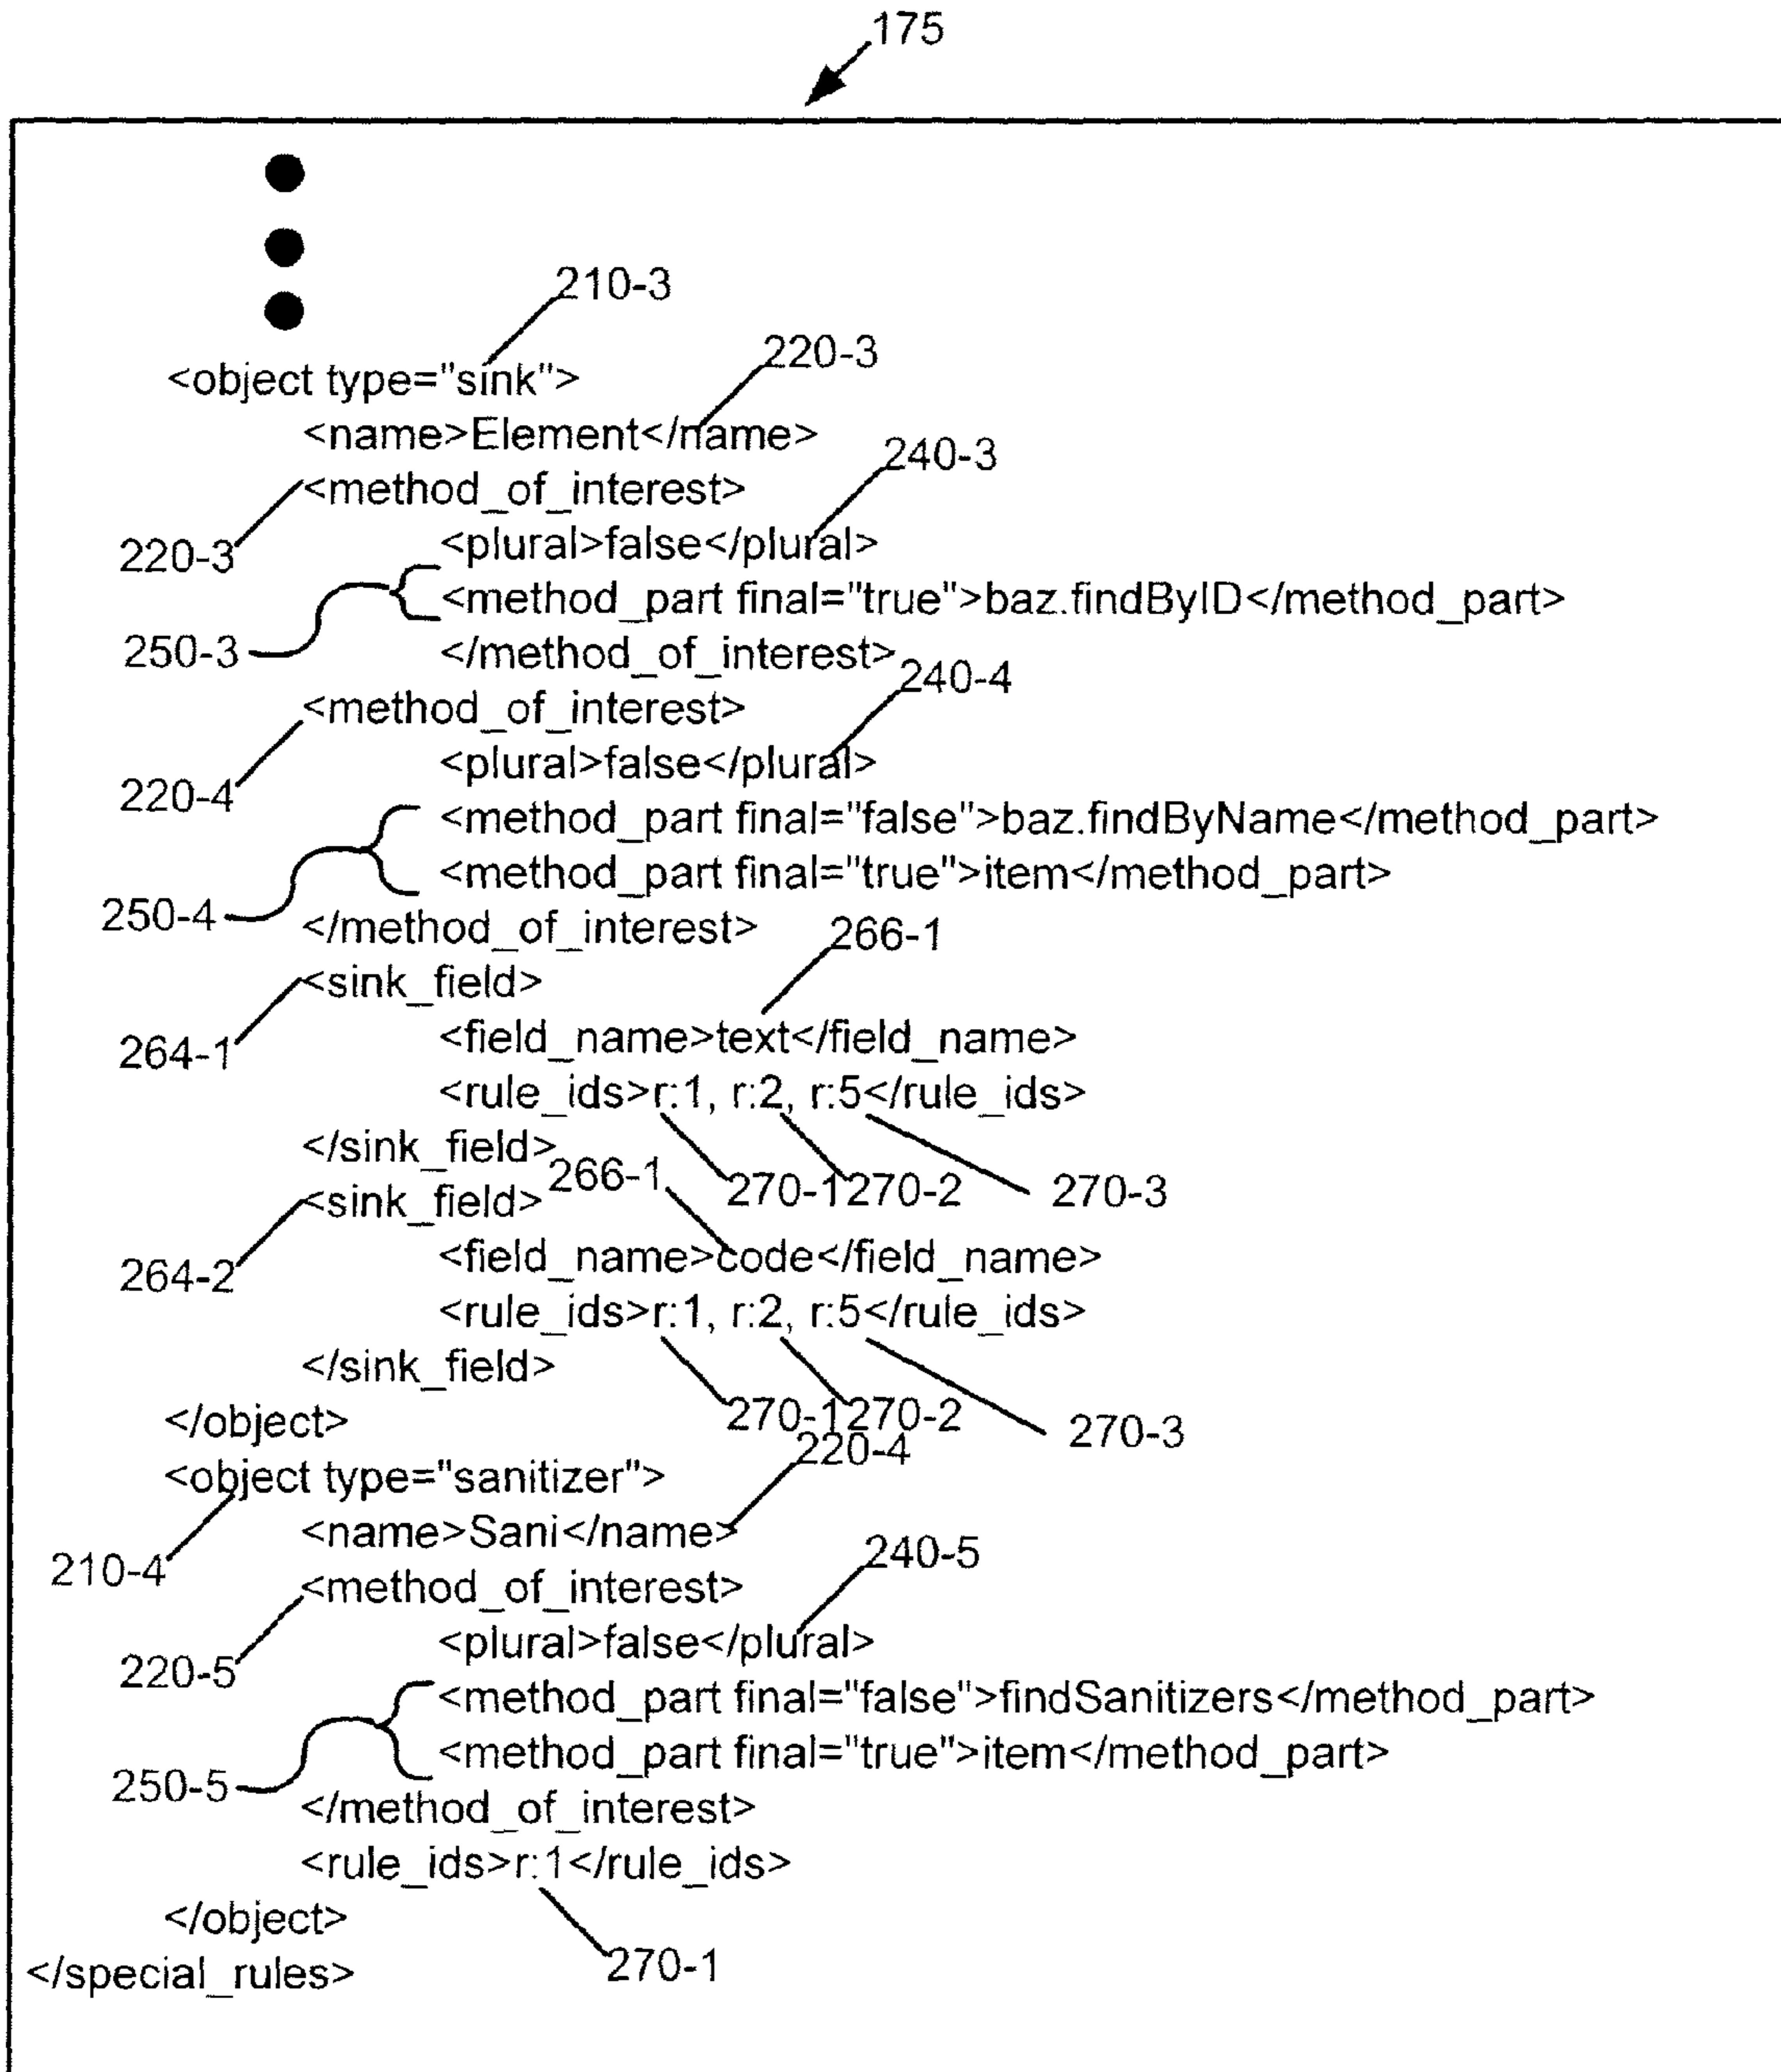 175
210-3
<object type="sink">
220-3
<name>Element</name>
240-3
<method_of_interest>
220-3
<plural>false</plural>
<method_part final="true">baz.findByID</method_part>
250-3
</method_of_interest>
240-4
<method_of_interest>
<plural>false</plural>
220-4
<method_part final="false">baz.findByName</method_part>
<method_part final="true">item</method_part>
250-4
</method_of_interest>
266-1
<sink_field>
264-1
<field_name>text</field_name>
<rule_ids>r:1, r:2, r:5</rule_ids>
</sink_field>
266-1
270-1 270-2 270-3
<sink_field>
264-2
<field_name>code</field_name>
<rule_ids>r:1, r:2, r:5</rule_ids>
</sink_field>
270-1 270-2 270-3
</object>
220-4
<object type="sanitizer">
<name>Sani</name>
240-5
210-4
<method_of_interest>
<plural>false</plural>
220-5
<method_part final="false">findSanitizers</method_part>
<method_part final="true">item</method_part>
250-5
</method_of_interest>
<rule_ids>r:1</rule_ids>
</object>
270-1
</special_rules>